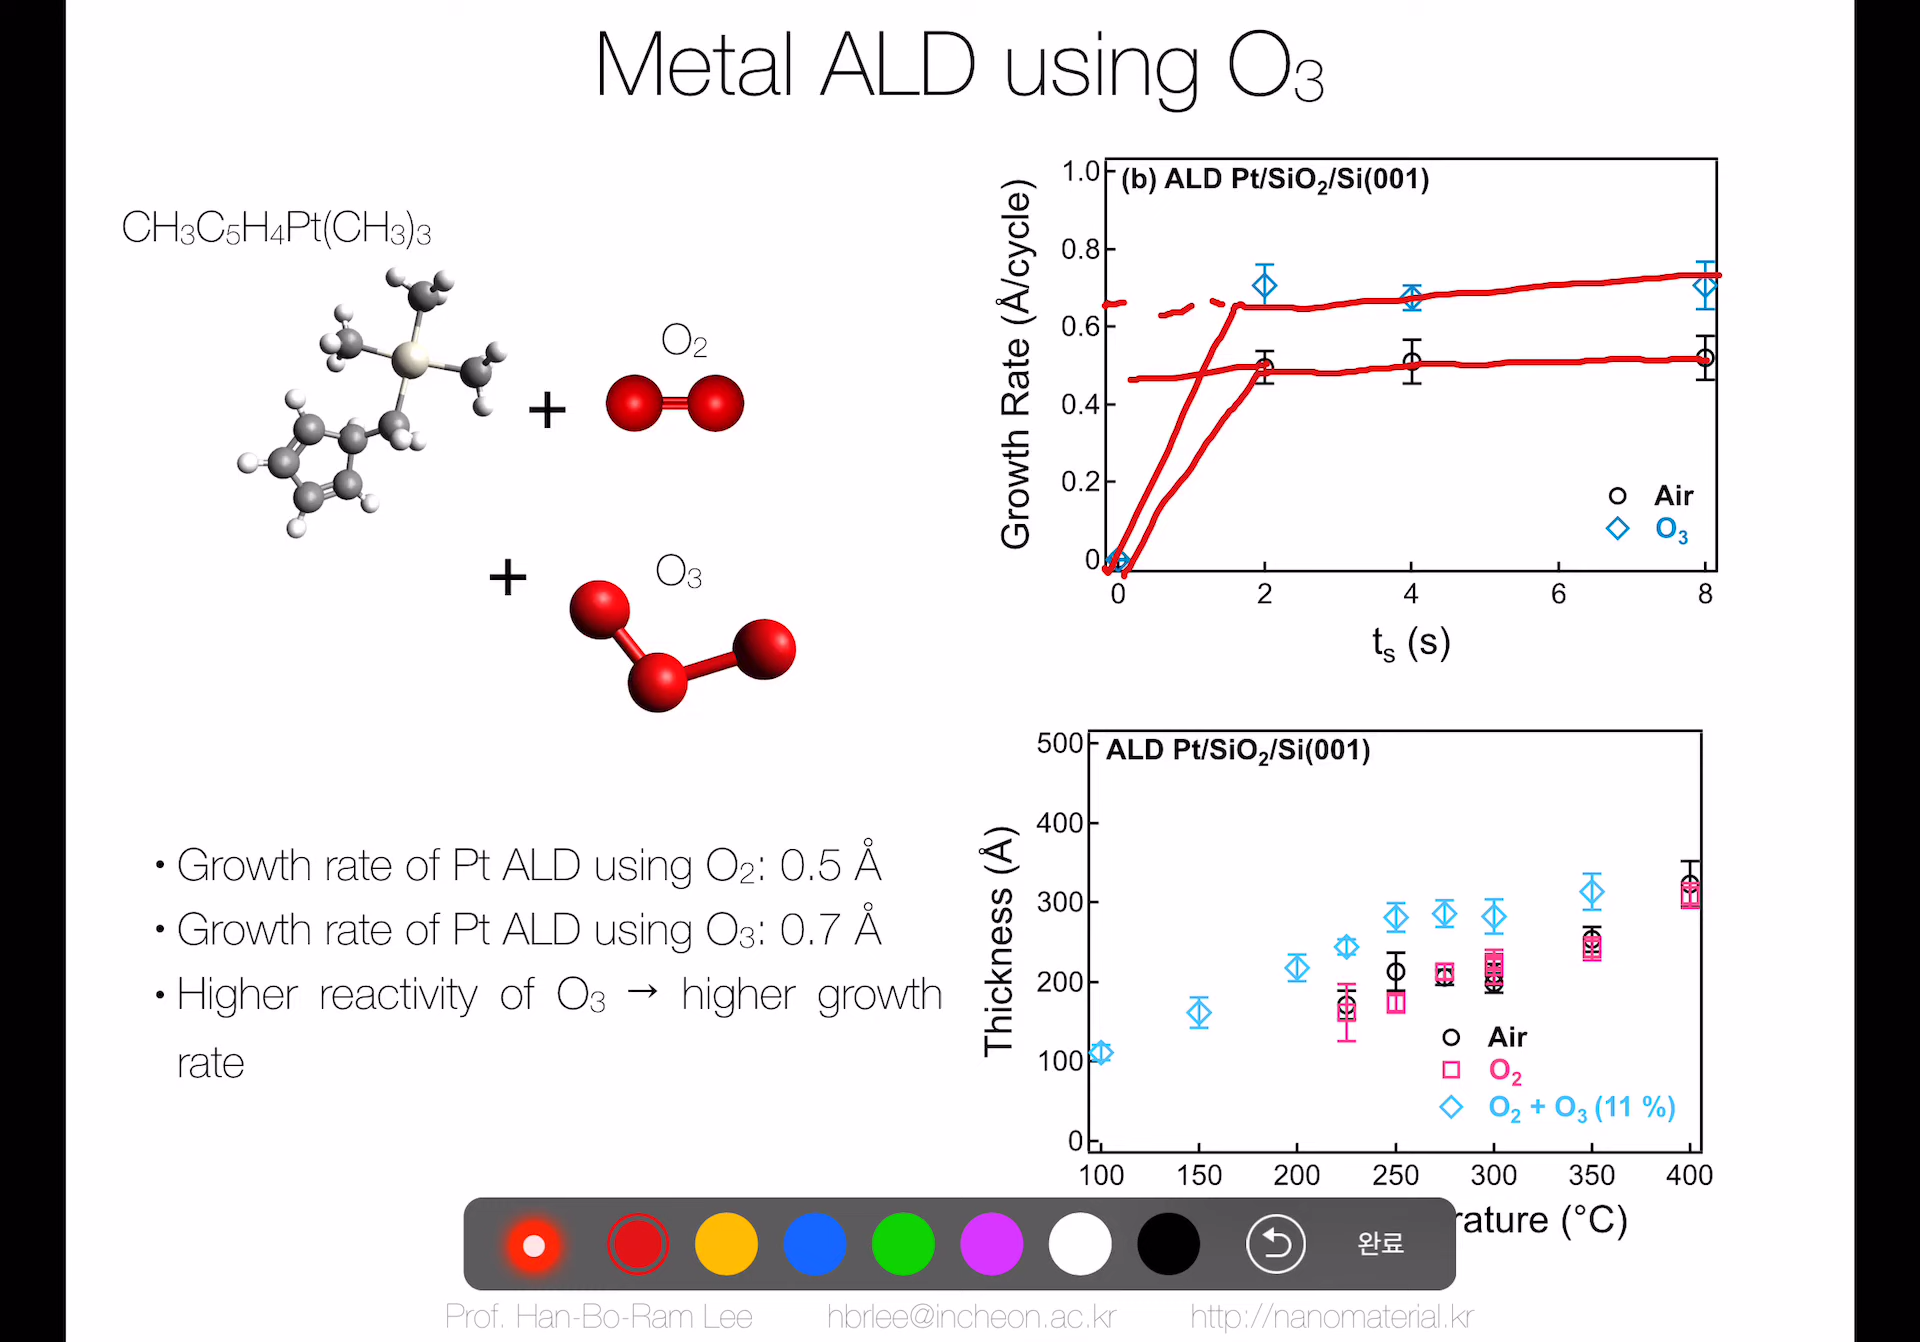 Metal ALD using O₃
CH₃C₅H₄Pt(CH₃)₃
O₂
+
+
O₃
• Growth rate of Pt ALD using O₂: 0.5 Å
• Growth rate of Pt ALD using O₃: 0.7 Å
• Higher reactivity of O₃ → higher growth
rate
(b) ALD Pt/SiO₂/Si(001)
Growth Rate (Å/cycle)
1.0
0.8
0.6
0.4
0.2
0
Air
O₃
0 2 4 6 8
tₛ (s)
ALD Pt/SiO₂/Si(001)
Thickness (Å)
500
400
300
200
100
0
Air
O₂
O₂ + O₃ (11 %)
100 150 200 250 300 350 400
rature (°C)
완료
Prof. Han-Bo-Ram Lee hbrlee@incheon.ac.kr http://nanomaterial.kr